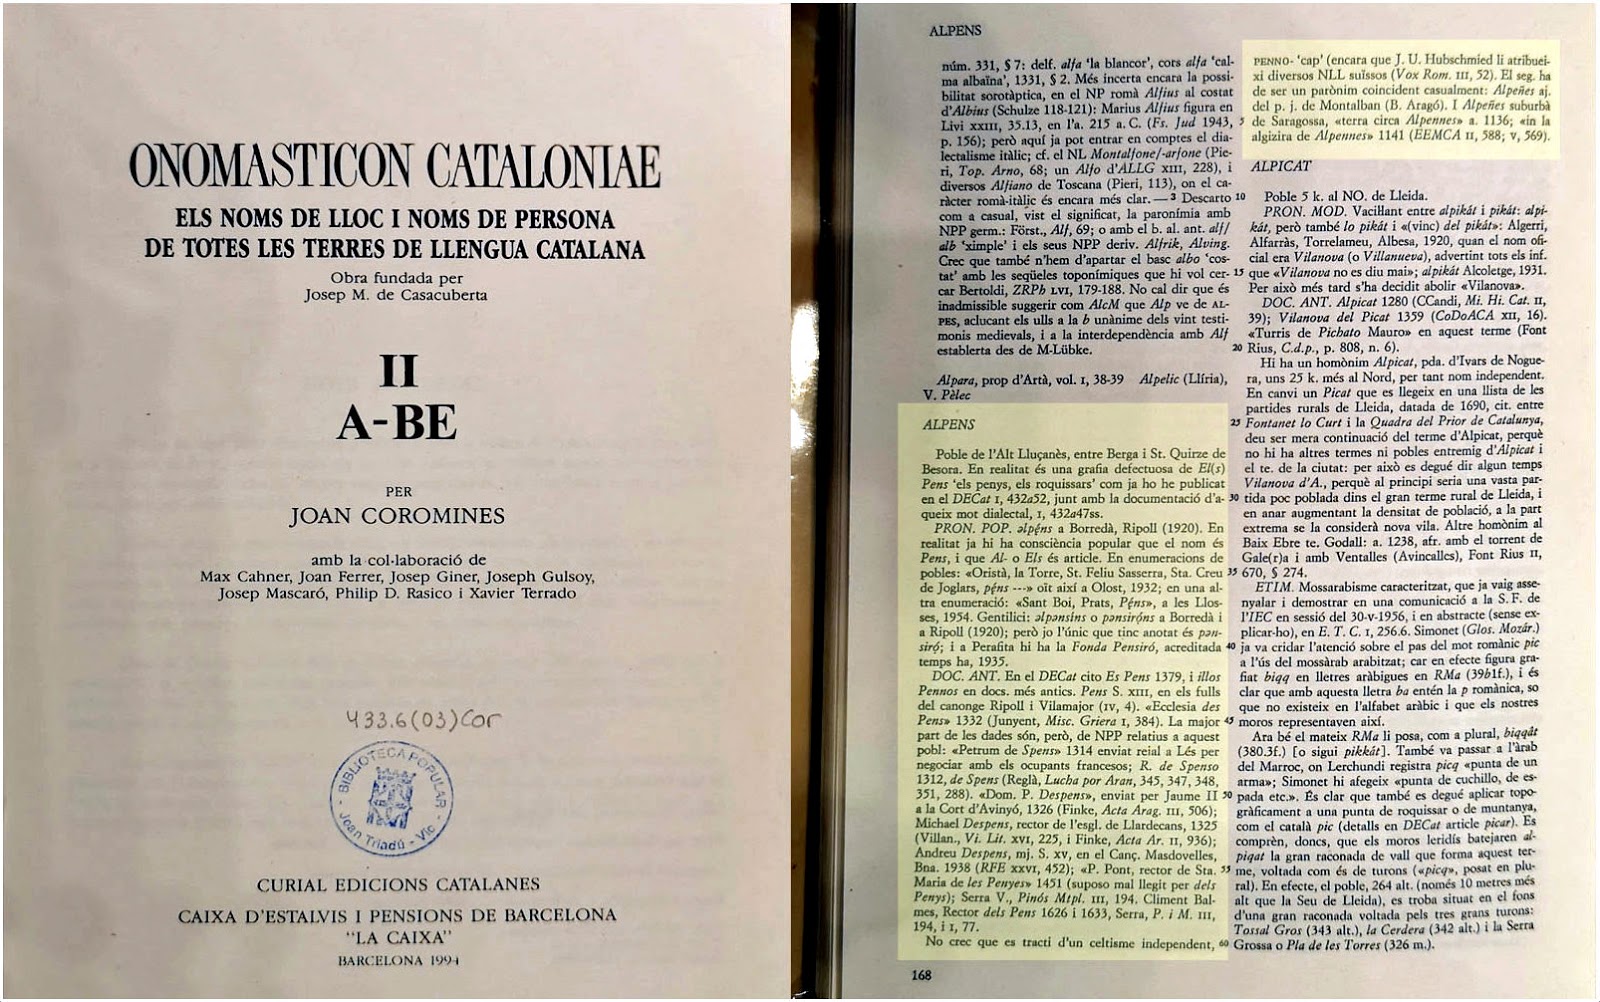 ONOMASTICON CATALONIAE
ELS NOMS DE LLOC I NOMS DE PERSONA
DE TOTES LES TERRES DE LLENGUA CATALANA
Obra fundada per
Josep M. de Casacuberta
II
A-BE
PER
JOAN COROMINES
amb la col·laboració de
Max Cahner, Joan Ferrer, Josep Giner, Joseph Gulsoy,
Josep Mascaró, Philip D. Rasico i Xavier Terrado
433.6(03)Cor
BIBLIOTECA POPULAR
Joan Triadú - Vic
CURIAL EDICIONS CATALANES
CAIXA D'ESTALVIS I PENSIONS DE BARCELONA
"LA CAIXA"
BARCELONA 1994
ALPENS
núm. 331, § 7: delf. alfa 'la blancor', cors alfa 'cal-
ma albaïna', 1331, § 2. Més incerta encara la possi-
bilitat sorotàptica, en el NP romà Alfius al costat
d'Albius (Schulze 118-121): Marius Alfius figura en
Livi XXIII, 35.13, en l'a. 215 a. C. (Fs. Jud 1943, 5
p. 156); però aquí ja pot entrar en comptes el dia-
lectalisme itàlic; cf. el NL Montalfone/-arfone (Pie-
ri, Top. Arno, 68; un Alfo d'ALLG XIII, 228), i
diversos Alfiano de Toscana (Pieri, 113), on el ca-
ràcter romà-itàlic és encara més clar. — 3 Descarto 10
com a casual, vist el significat, la paronímia amb
NPP germ.: Först., Alf, 69; o amb el b. al. ant. alf/
alb 'ximple' i els seus NPP deriv. Alfrik, Alving.
Crec que també n'hem d'apartar el basc albo 'cos-
tat' amb les seqüeles toponímiques que hi vol cer- 15
car Bertoldi, ZRPh LVI, 179-188. No cal dir que és
inadmissible suggerir com AlcM que Alp ve de AL-
PES, aclucant els ulls a la b unànime dels vint testi-
monis medievals, i a la interdependència amb Alf
establerta des de M-Lübke. 20
Alpara, prop d'Artà, vol. I, 38-39 Alpelic (Llíria),
V. Pèlec
ALPENS 25
Poble de l'Alt Lluçanès, entre Berga i St. Quirze de
Besora. En realitat és una grafia defectuosa de El(s)
Pens 'els penys, els roquissars' com ja ho he publicat
en el DECat I, 432a52, junt amb la documentació d'a- 30
queix mot dialectal, I, 432a47ss.
PRON. POP. əlpéns a Borredà, Ripoll (1920). En
realitat ja hi ha consciència popular que el nom és
Pens, i que Al- o Els és article. En enumeracions de
pobles: «Oristà, la Torre, St. Feliu Sasserra, Sta. Creu 35
de Joglars, péns ---» oït així a Olost, 1932; en una al-
tra enumeració: «Sant Boi, Prats, Péns», a les Llos-
ses, 1954. Gentilici: əlpənsíns o pənsiróns a Borredà i
a Ripoll (1920); però jo l'únic que tinc anotat és pən-
siró; i a Perafita hi ha la Fonda Pensiró, acreditada 40
temps ha, 1935.
DOC. ANT. En el DECat cito Es Pens 1379, i illos
Pennos en docs. més antics. Pens S. XIII, en els fulls
del canonge Ripoll i Vilamajor (IV, 4). «Ecclesia des
Pens» 1332 (Junyent, Misc. Griera I, 384). La major 45
part de les dades són, però, de NPP relatius a aquest
pobl: «Petrum de Spens» 1314 enviat reial a Lés per
negociar amb els ocupants francesos; R. de Spenso
1312, de Spens (Reglà, Lucha por Aran, 345, 347, 348,
351, 288). «Dom. P. Despens», enviat per Jaume II 50
a la Cort d'Avinyó, 1326 (Finke, Acta Arag. III, 506);
Michael Despens, rector de l'esgl. de Llardecans, 1325
(Villan., Vi. Lit. XVI, 225, i Finke, Acta Ar. II, 936);
Andreu Despens, mj. S. XV, en el Canç. Masdovelles,
Bna. 1938 (RFE XXVI, 452); «P. Pont, rector de Sta. 55
Maria de les Penyes» 1451 (suposo mal llegit per dels
Penys); Serra V., Pinós Mtpl. III, 194. Climent Bal-
mes, Rector dels Pens 1626 i 1633, Serra, P. i M. III,
194, i I, 77.
No crec que es tracti d'un celtisme independent, 60
168
PENNO- 'cap' (encara que J. U. Hubschmied li atribuei-
xi diversos NLL suïssos (Vox Rom. III, 52). El seg. ha
de ser un parònim coincident casualment: Alpeñes aj.
del p. j. de Montalban (B. Aragó). I Alpeñes suburbà
de Saragossa, «terra circa Alpennes» a. 1136; «in la
algizira de Alpennes» 1141 (EEMCA II, 588; V, 569).
ALPICAT
Poble 5 k. al NO. de Lleida.
PRON. MOD. Vacil·lant entre alpikát i pikát: alpi-
kát, però també lo pikát i «(vinc) del pikát»: Algerri,
Alfarràs, Torrelameu, Albesa, 1920, quan el nom ofi-
cial era Vilanova (o Villanueva), advertint tots els inf.
que «Vilanova no es diu mai»; alpikát Alcoletge, 1931.
Per això més tard s'ha decidit abolir «Vilanova».
DOC. ANT. Alpicat 1280 (CCandi, Mi. Hi. Cat. II,
39); Vilanova del Picat 1359 (CoDoACA XII, 16).
«Turris de Pichato Mauro» en aquest terme (Font
Rius, C.d.p., p. 808, n. 6).
Hi ha un homònim Alpicat, pda. d'Ivars de Nogue-
ra, uns 25 k. més al Nord, per tant nom independent.
En canvi un Picat que es llegeix en una llista de les
partides rurals de Lleida, datada de 1690, cit. entre
Fontanet lo Curt i la Quadra del Prior de Catalunya,
deu ser mera continuació del terme d'Alpicat, perquè
no hi ha altres termes ni pobles entremig d'Alpicat i
el te. de la ciutat: per això es degué dir algun temps
Vilanova d'A., perquè al principi seria una vasta par-
tida poc poblada dins el gran terme rural de Lleida, i
en anar augmentant la densitat de població, a la part
extrema se la considerà nova vila. Altre homònim al
Baix Ebre te. Godall: a. 1238, afr. amb el torrent de
Gale(r)a i amb Ventalles (Avincalles), Font Rius II,
670, § 274.
ETIM. Mossarabisme caracteritzat, que ja vaig asse-
nyalar i demostrar en una comunicació a la S. F. de
l'IEC en sessió del 30-V-1956, i en abstracte (sense ex-
plicar-ho), en E. T. C. I, 256.6. Simonet (Glos. Mozár.)
ja va cridar l'atenció sobre el pas del mot romànic pic
a l'ús del mossàrab arabitzat; car en efecte figura gra-
fiat biqq en lletres aràbigues en RMa (39b1f.), i és
clar que amb aquesta lletra ba entén la p romànica, so
que no existeix en l'alfabet aràbic i que els nostres
moros representaven així.
Ara bé el mateix RMa li posa, com a plural, biqqât
(380.3f.) [o sigui pikkát]. També va passar a l'àrab
del Marroc, on Lerchundi registra picq «punta de un
arma»; Simonet hi afegeix «punta de cuchillo, de es-
pada etc.». És clar que també es degué aplicar topo-
gràficament a una punta de roquissar o de muntanya,
com el català pic (detalls en DECat article picar). Es
comprèn, doncs, que els moros leridís batejaren al-
piqat la gran raconada de vall que forma aquest ter-
me, voltada com és de turons («picq», posat en plu-
ral). En efecte, el poble, 264 alt. (només 10 metres més
alt que la Seu de Lleida), es troba situat en el fons
d'una gran raconada voltada pels tres grans turons:
Tossal Gros (343 alt.), la Cerdera (342 alt.) i la Serra
Grossa o Pla de les Torres (326 m.).